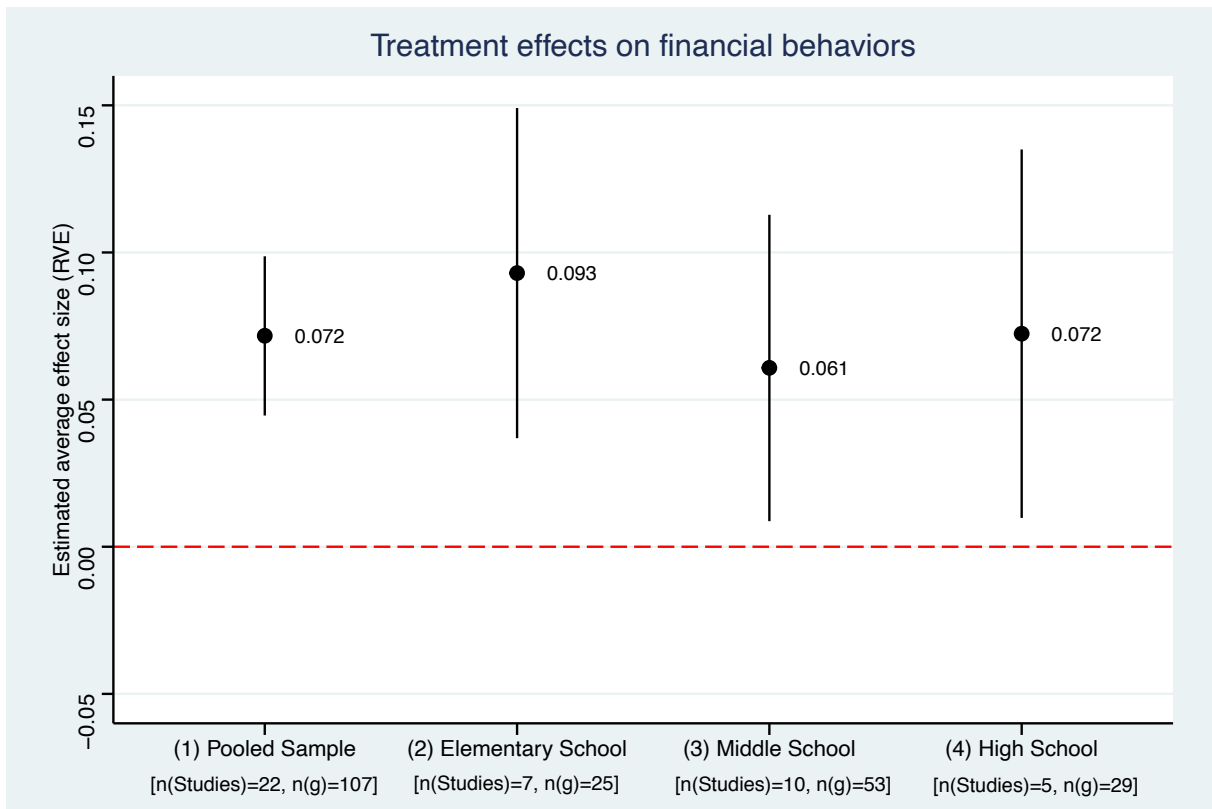 Treatment effects on financial behaviors
Estimated average effect size (RVE)
0.15
0.10
0.05
0.00
−0.05
0.072
0.093
0.061
0.072
(1) Pooled Sample
(2) Elementary School
(3) Middle School
(4) High School
[n(Studies)=22, n(g)=107]
[n(Studies)=7, n(g)=25]
[n(Studies)=10, n(g)=53]
[n(Studies)=5, n(g)=29]